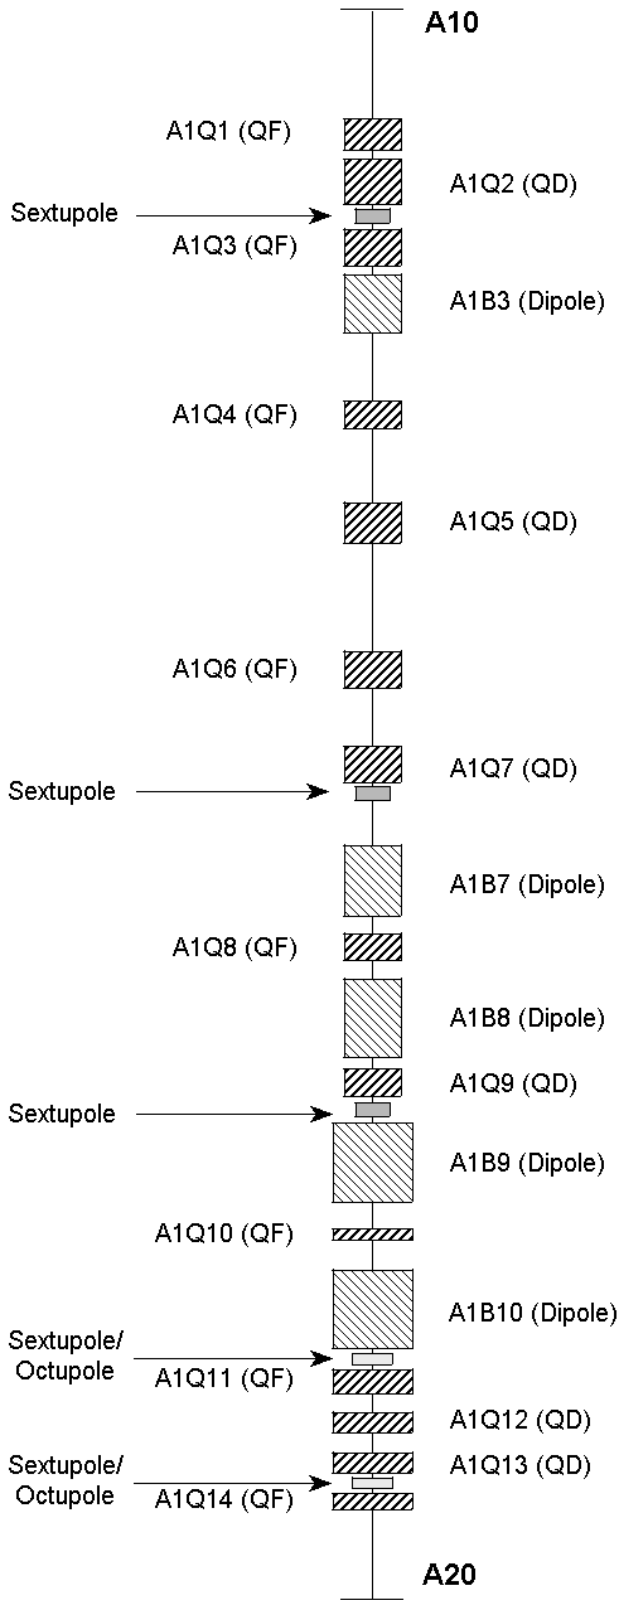 A10
A1Q1 (QF)
A1Q2 (QD)
Sextupole
A1Q3 (QF)
A1B3 (Dipole)
A1Q4 (QF)
A1Q5 (QD)
A1Q6 (QF)
A1Q7 (QD)
Sextupole
A1B7 (Dipole)
A1Q8 (QF)
A1B8 (Dipole)
A1Q9 (QD)
Sextupole
A1B9 (Dipole)
A1Q10 (QF)
A1B10 (Dipole)
Sextupole/
Octupole
A1Q11 (QF)
A1Q12 (QD)
Sextupole/
Octupole
A1Q13 (QD)
A1Q14 (QF)
A20